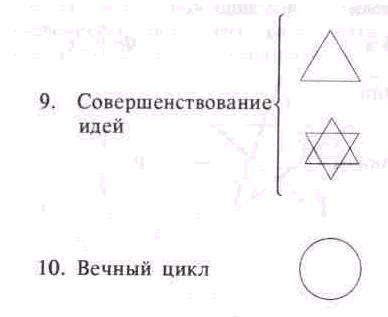 9. Совершенствование
идей
10. Вечный цикл